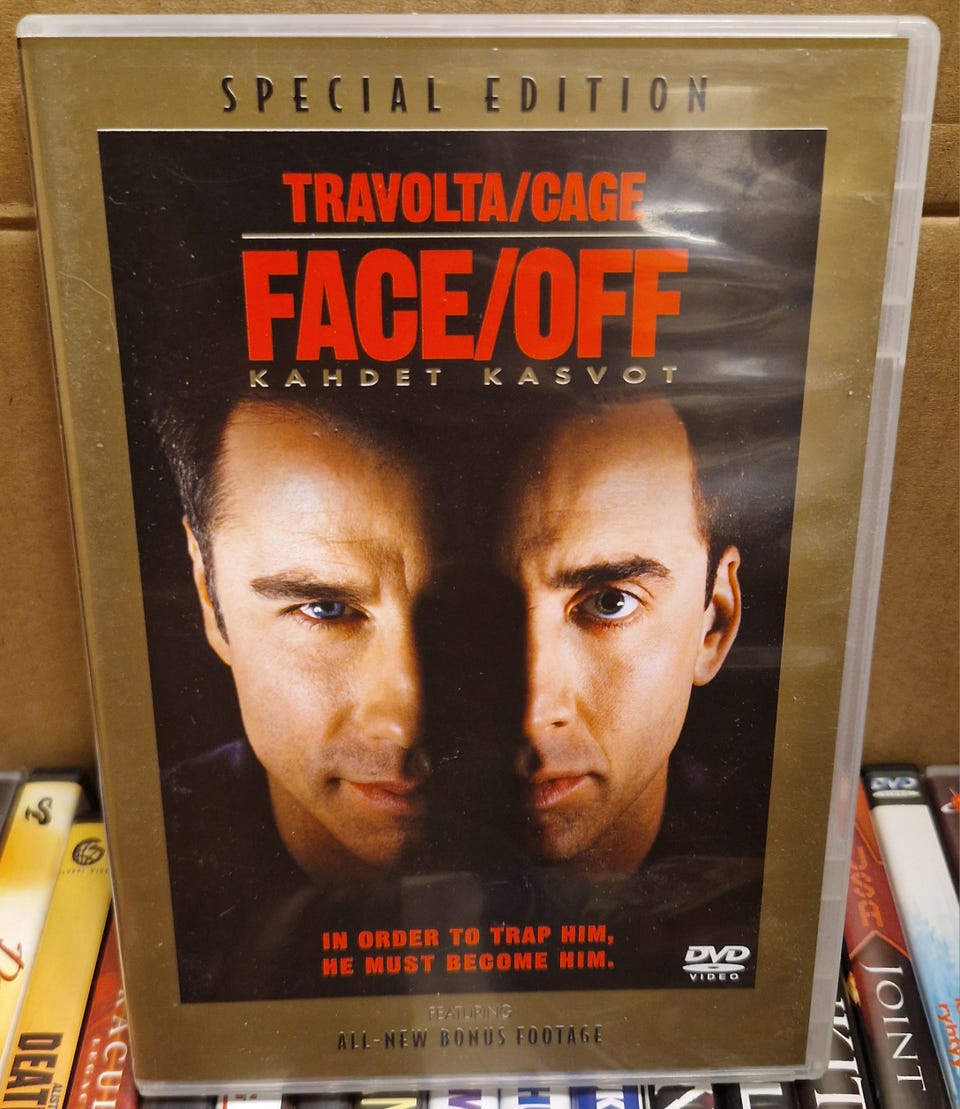 SPECIAL EDITION
TRAVOLTA/CAGE
FACE/OFF
KAHDET KASVOT
IN ORDER TO TRAP HIM,
HE MUST BECOME HIM.
DVD
VIDEO
FEATURING
ALL-NEW BONUS FOOTAGE
DVD
JOINT